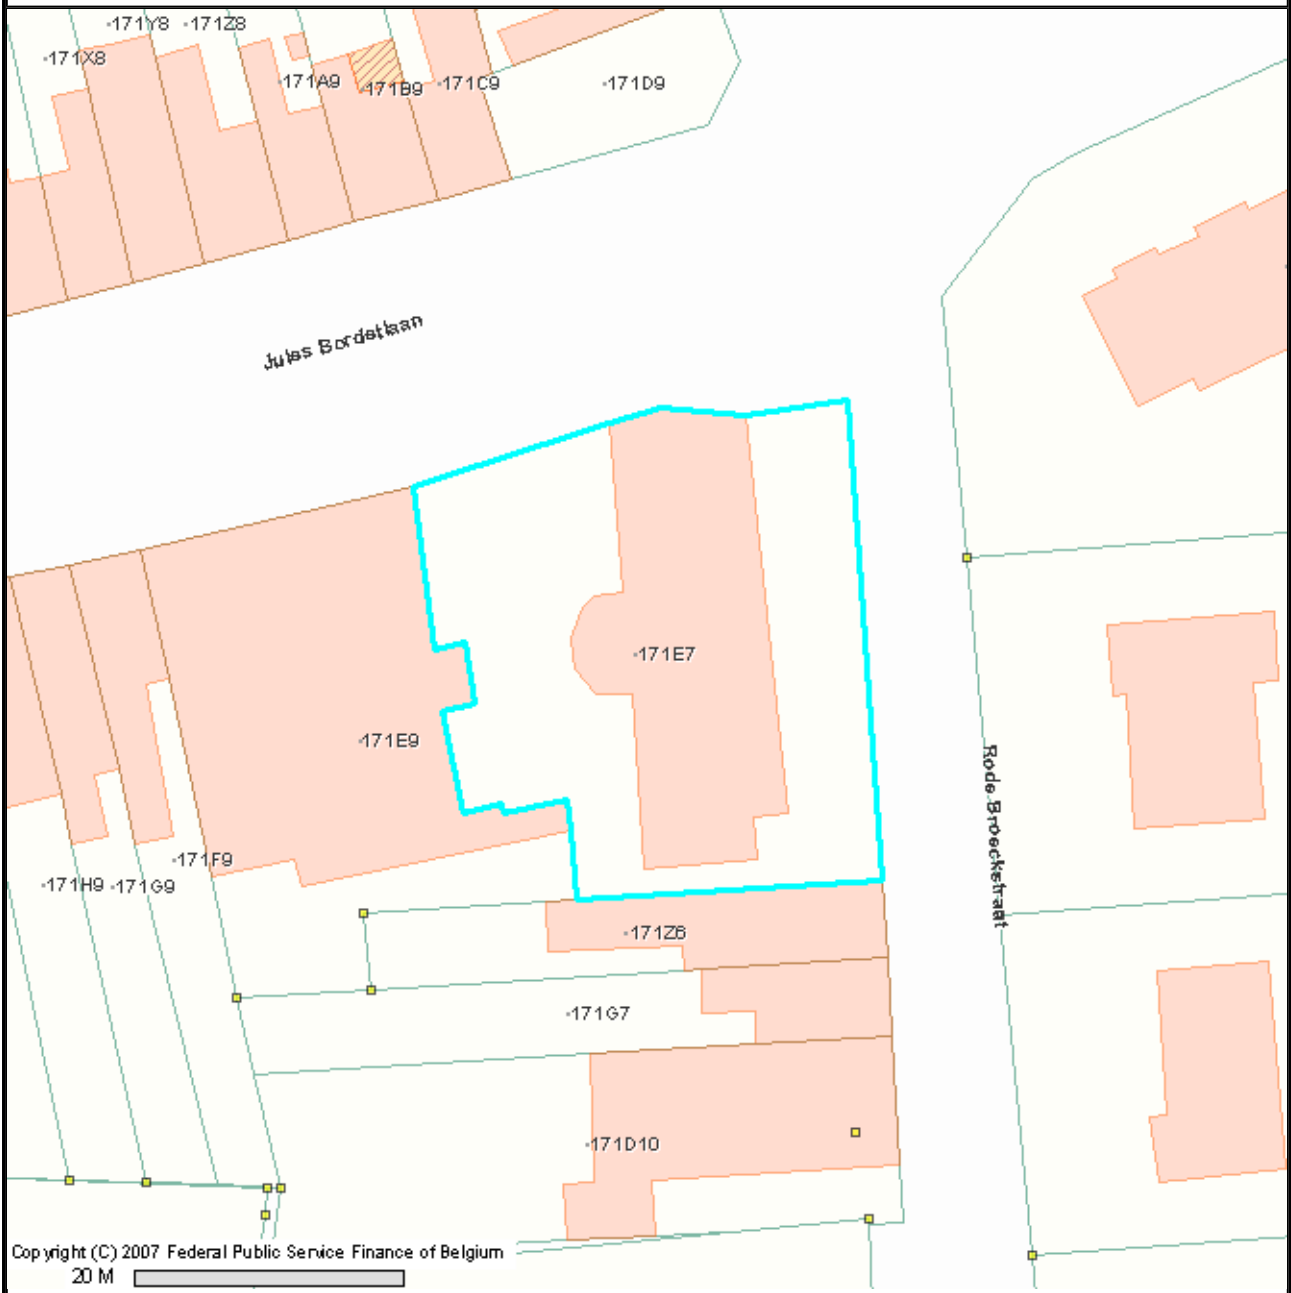 171Y8
171Z8
171X8
171A9
171B9
171C9
171D9
Jules Bordetlaan
171E7
171E9
Rode Broeckstraat
171F9
171H9
171G9
171Z6
171G7
171D10
Copyright (C) 2007 Federal Public Service Finance of Belgium
20 M